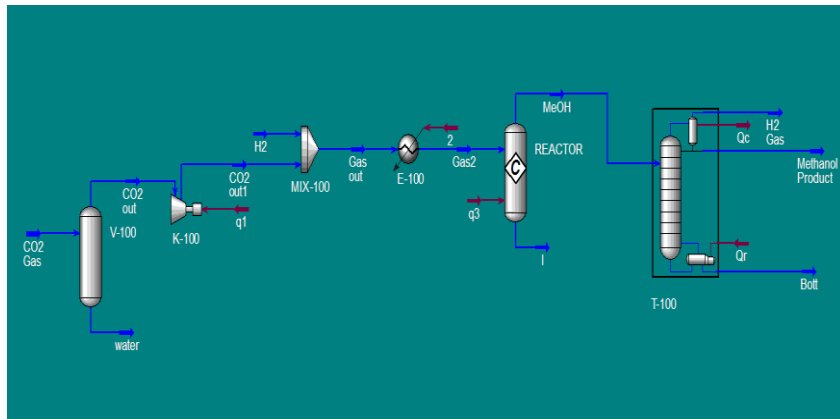 MeOH
H2
Gas
Qc
Methanol
Product
H2
MIX-100
Gas
out
2
E-100
Gas2
REACTOR
C
CO2
out
CO2
out1
K-100
q1
V-100
CO2
Gas
water
q3
l
Qr
Bott
T-100